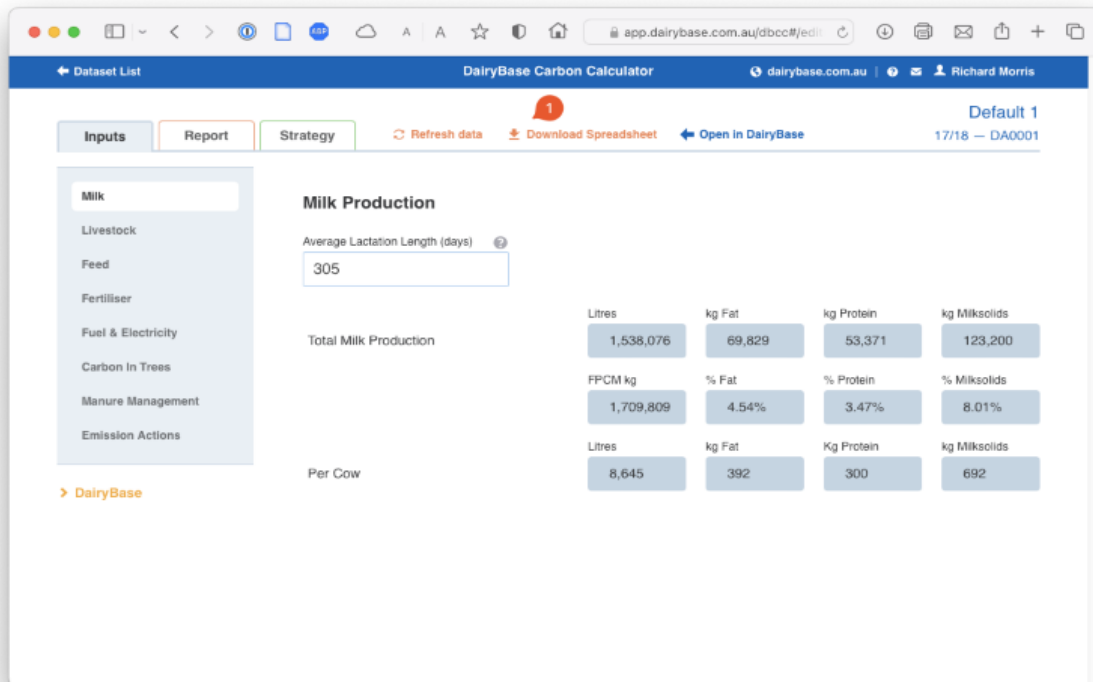 ABP
A A
app.dairybase.com.au/dbcc#/edit
Dataset List
DairyBase Carbon Calculator
dairybase.com.au | ? Richard Morris
1
Default 1
Inputs Report Strategy Refresh data Download Spreadsheet Open in DairyBase 17/18 — DA0001
Milk
Livestock
Feed
Fertiliser
Fuel & Electricity
Carbon In Trees
Manure Management
Emission Actions
DairyBase
Milk Production
Average Lactation Length (days) ?
305
Litres kg Fat kg Protein kg Milksolids
Total Milk Production 1,538,076 69,829 53,371 123,200
FPCM kg % Fat % Protein % Milksolids
1,709,809 4.54% 3.47% 8.01%
Litres kg Fat Kg Protein kg Milksolids
Per Cow 8,645 392 300 692